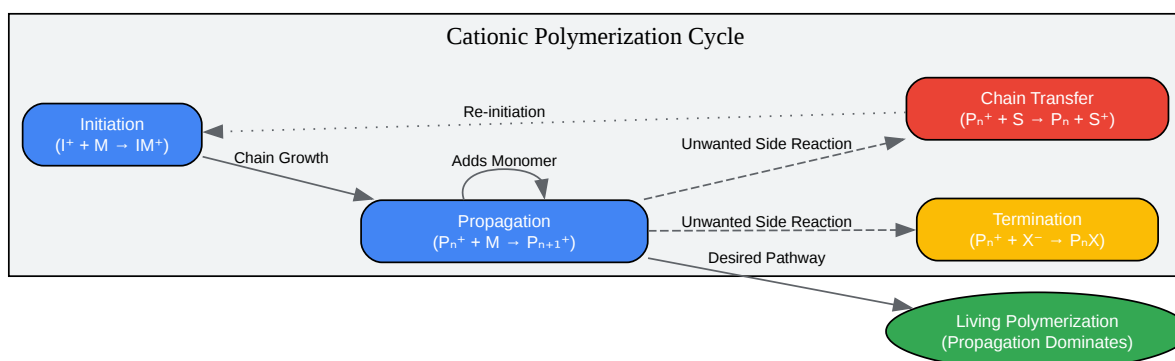 Cationic Polymerization Cycle
Initiation
(I⁺ + M → IM⁺)
Chain Growth
Adds Monomer
Propagation
(Pₙ⁺ + M → Pₙ₊₁⁺)
Re-initiation
Unwanted Side Reaction
Chain Transfer
(Pₙ⁺ + S → Pₙ + S⁺)
Unwanted Side Reaction
Termination
(Pₙ⁺ + X⁻ → PₙX)
Desired Pathway
Living Polymerization
(Propagation Dominates)